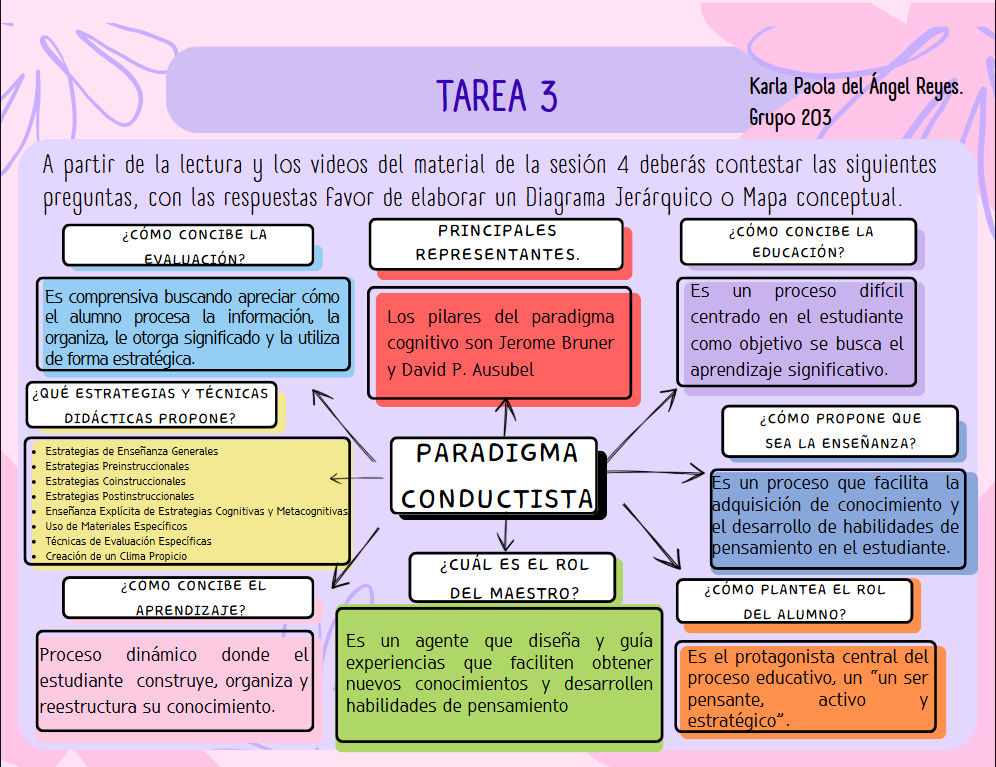 TAREA 3
Karla Paola del Ángel Reyes.
Grupo 203
A partir de la lectura y los videos del material de la sesión 4 deberás contestar las siguientes
preguntas, con las respuestas favor de elaborar un Diagrama Jerárquico o Mapa conceptual.
¿CÓMO CONCIBE LA
EVALUACIÓN?
Es comprensiva buscando apreciar cómo
el alumno procesa la información, la
organiza, le otorga significado y la utiliza
de forma estratégica.
PRINCIPALES
REPRESENTANTES.
Los pilares del paradigma
cognitivo son Jerome Bruner
y David P. Ausubel
¿CÓMO CONCIBE LA
EDUCACIÓN?
Es un proceso difícil
centrado en el estudiante
como objetivo se busca el
aprendizaje significativo.
¿QUÉ ESTRATEGIAS Y TÉCNICAS
DIDÁCTICAS PROPONE?
• Estrategias de Enseñanza Generales
• Estrategias Preinstruccionales
• Estrategias Coinstruccionales
• Estrategias Postinstruccionales
• Enseñanza Explícita de Estrategias Cognitivas y Metacognitivas
• Uso de Materiales Específicos
• Técnicas de Evaluación Específicas
• Creación de un Clima Propicio
PARADIGMA
CONDUCTISTA
¿CÓMO PROPONE QUE
SEA LA ENSEÑANZA?
Es un proceso que facilita la
adquisición de conocimiento y
el desarrollo de habilidades de
pensamiento en el estudiante.
¿CÓMO CONCIBE EL
APRENDIZAJE?
Proceso dinámico donde el
estudiante construye, organiza y
reestructura su conocimiento.
¿CUÁL ES EL ROL
DEL MAESTRO?
Es un agente que diseña y guía
experiencias que faciliten obtener
nuevos conocimientos y desarrollen
habilidades de pensamiento
¿CÓMO PLANTEA EL ROL
DEL ALUMNO?
Es el protagonista central del
proceso educativo, un “un ser
pensante, activo y
estratégico”.